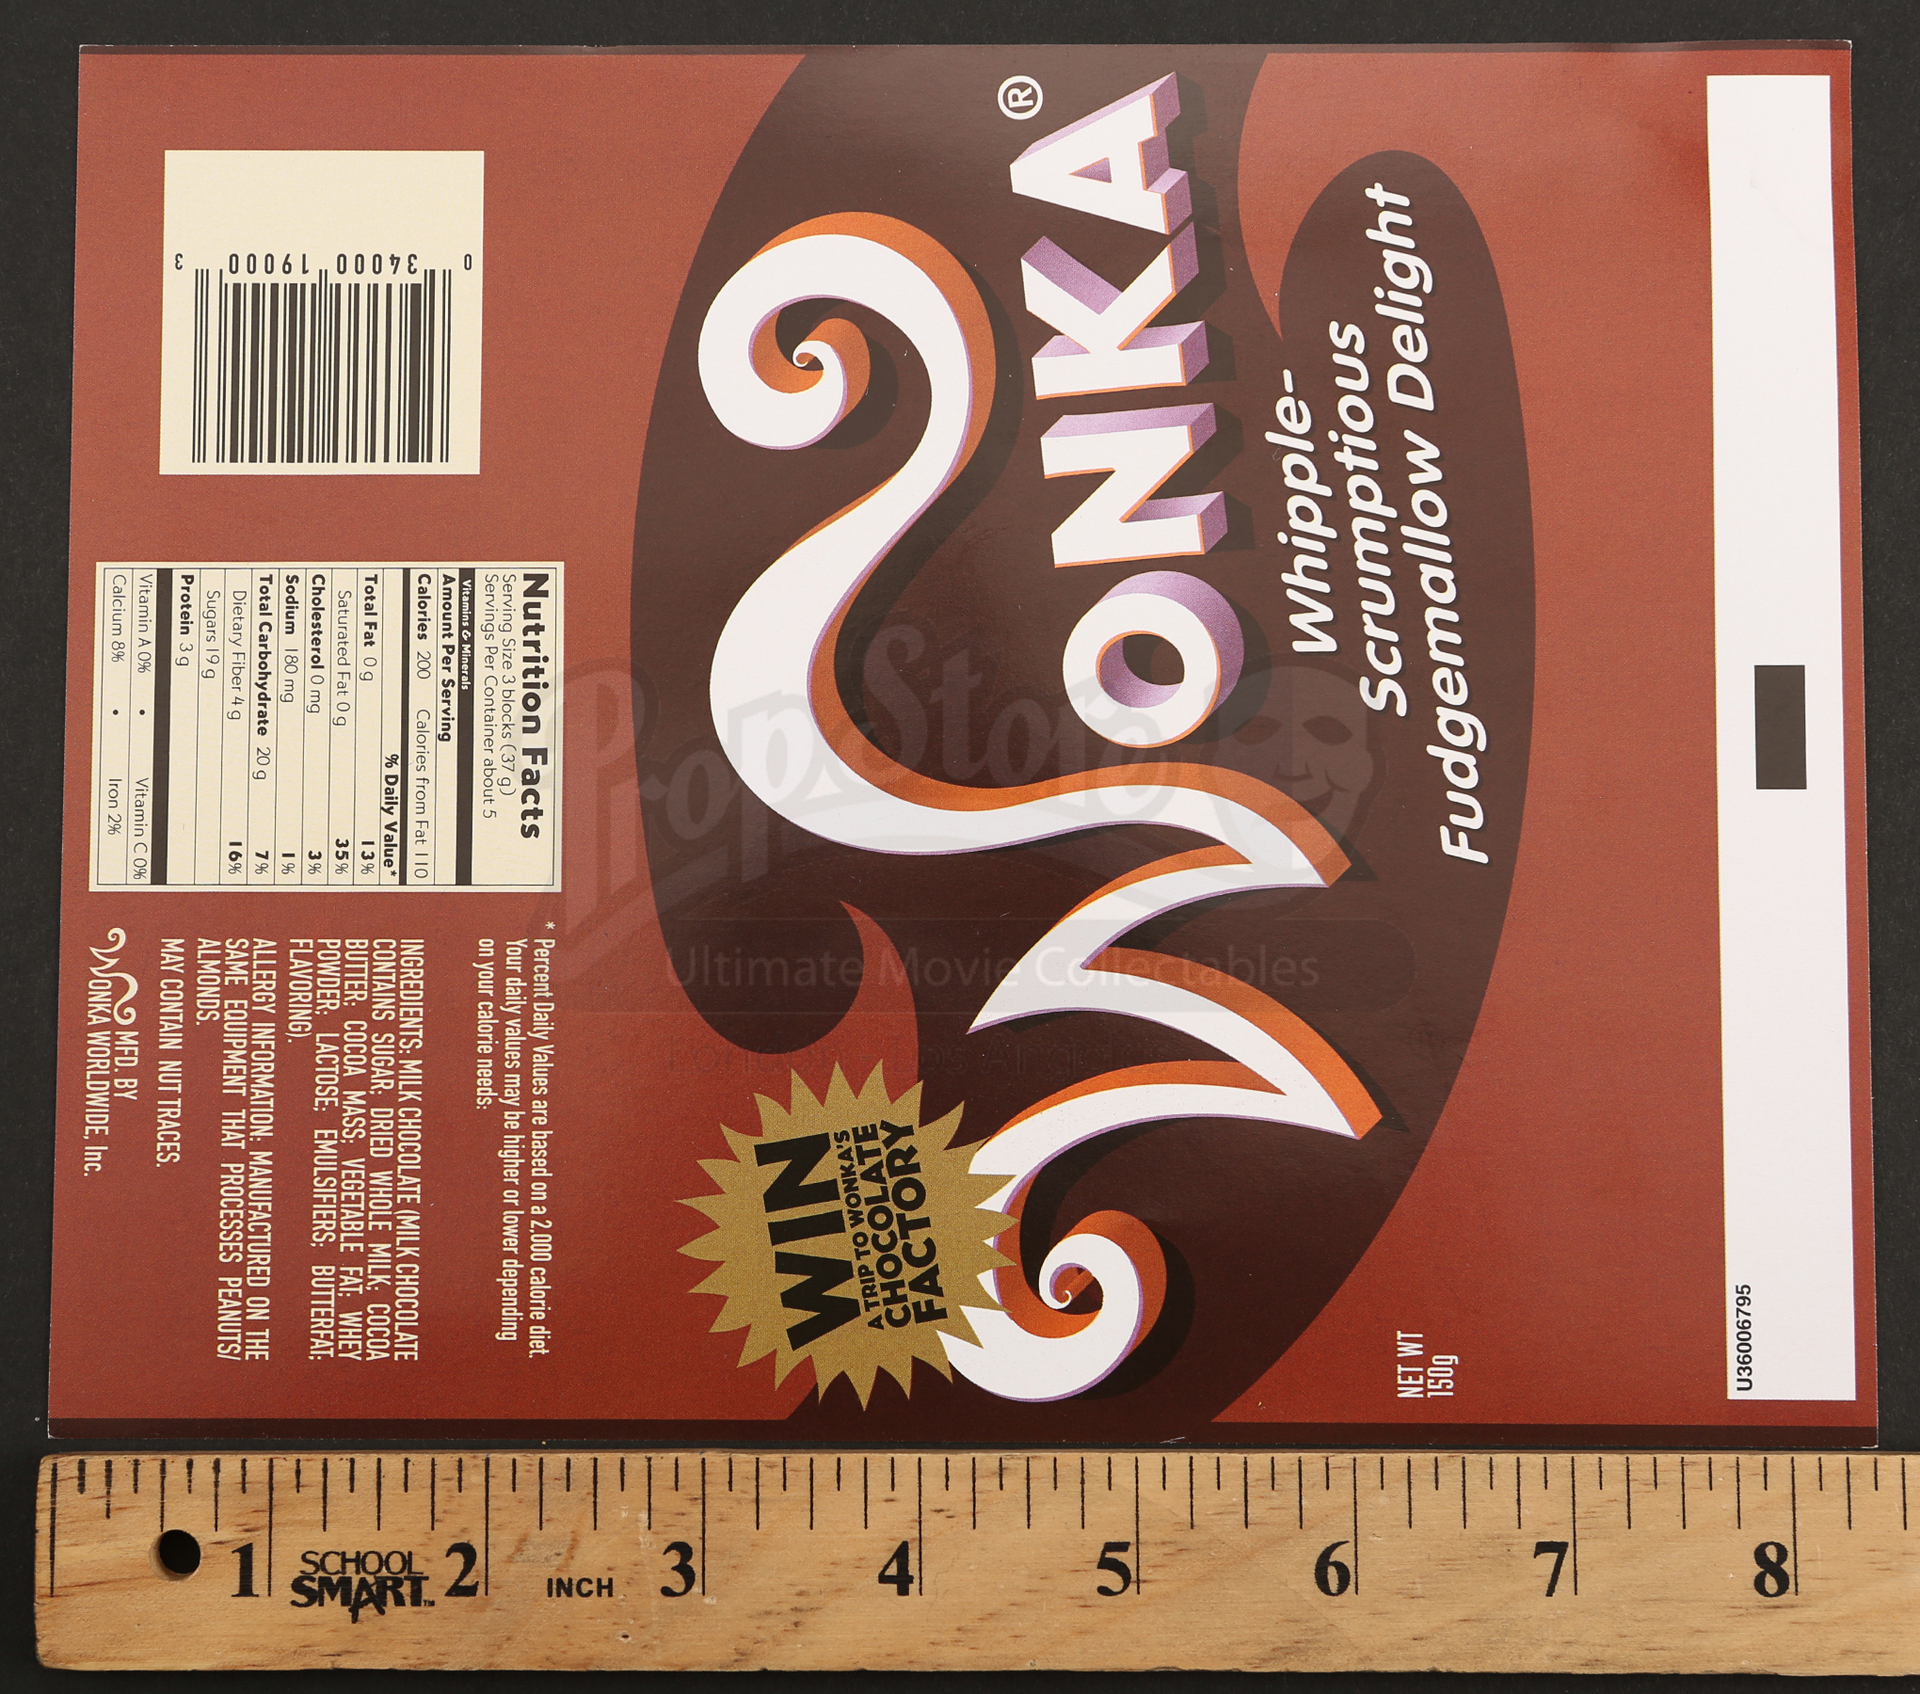 WONKA®
Whipple-
Scrumptious
Fudgemallow Delight
WIN
A TRIP TO WONKA'S
CHOCOLATE
FACTORY
NET WT
150g
U36006795
0 34000 19000 3
Nutrition Facts
Serving Size 3 blocks (37 g)
Servings Per Container about 5
Vitamins & Minerals
Amount Per Serving
Calories 200 Calories from Fat 110
% Daily Value*
Total Fat 0 g 13%
Saturated Fat 0 g 35%
Cholesterol 0 mg 3%
Sodium 180 mg 1%
Total Carbohydrate 20 g 7%
Dietary Fiber 4 g 16%
Sugars 19 g
Protein 3 g
Vitamin A 0% • Vitamin C 0%
Calcium 8% • Iron 2%
* Percent Daily Values are based on a 2,000 calorie diet.
Your daily values may be higher or lower depending
on your calorie needs:
INGREDIENTS: MILK CHOCOLATE (MILK CHOCOLATE
CONTAINS SUGAR; DRIED WHOLE MILK; COCOA
BUTTER; COCOA MASS; VEGETABLE FAT; WHEY
POWDER; LACTOSE; EMULSIFIERS; BUTTERFAT;
FLAVORING).
ALLERGY INFORMATION: MANUFACTURED ON THE
SAME EQUIPMENT THAT PROCESSES PEANUTS/
ALMONDS.
MAY CONTAIN NUT TRACES.
MFD. BY
WONKA WORLDWIDE, Inc.
PropStore
Ultimate Movie Collectables
1 SCHOOL SMART™ 2 INCH 3 4 5 6 7 8